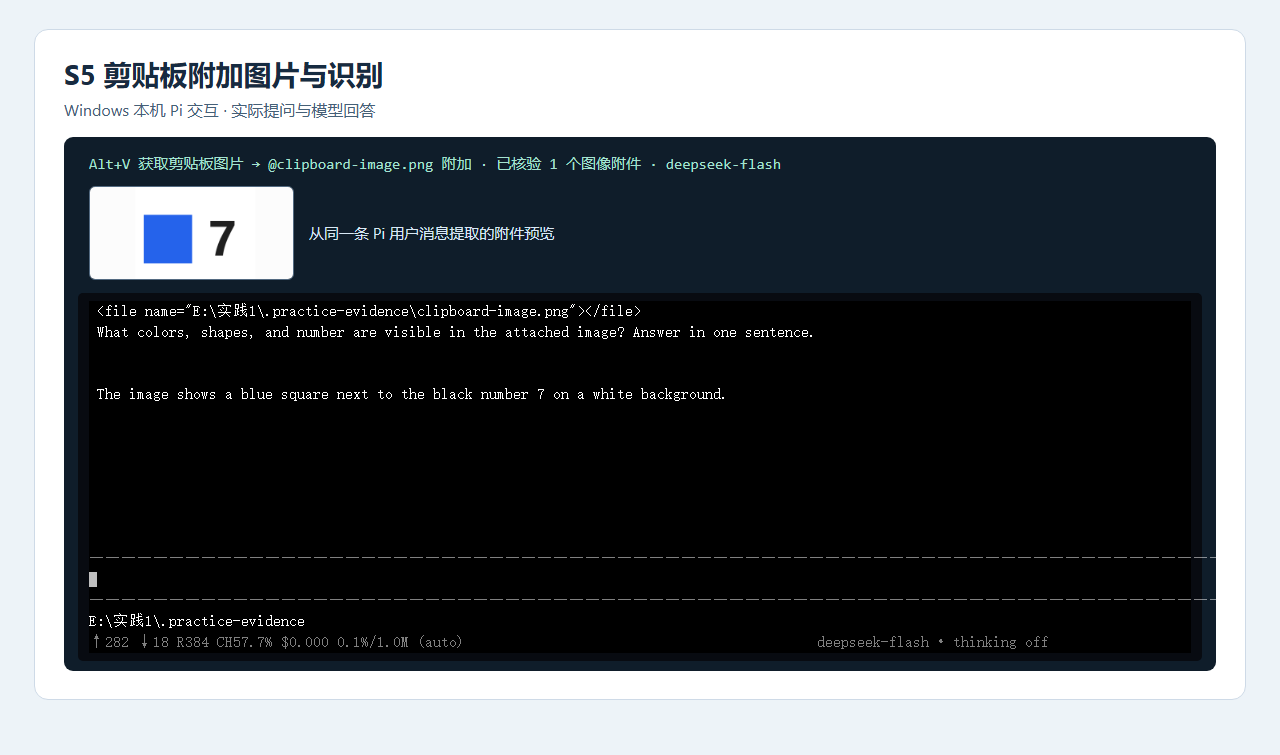 S5 剪贴板附加图片与识别
Windows 本机 Pi 交互 · 实际提问与模型回答
Alt+V 获取剪贴板图片 → @clipboard-image.png 附加 · 已核验 1 个图像附件 · deepseek-flash
7
从同一条 Pi 用户消息提取的附件预览
<file name="E:\实践1\.practice-evidence\clipboard-image.png"></file>
What colors, shapes, and number are visible in the attached image? Answer in one sentence.
The image shows a blue square next to the black number 7 on a white background.
E:\实践1\.practice-evidence
↑282 ↓18 R384 CH57.7% $0.000 0.1%/1.0M (auto) deepseek-flash • thinking off